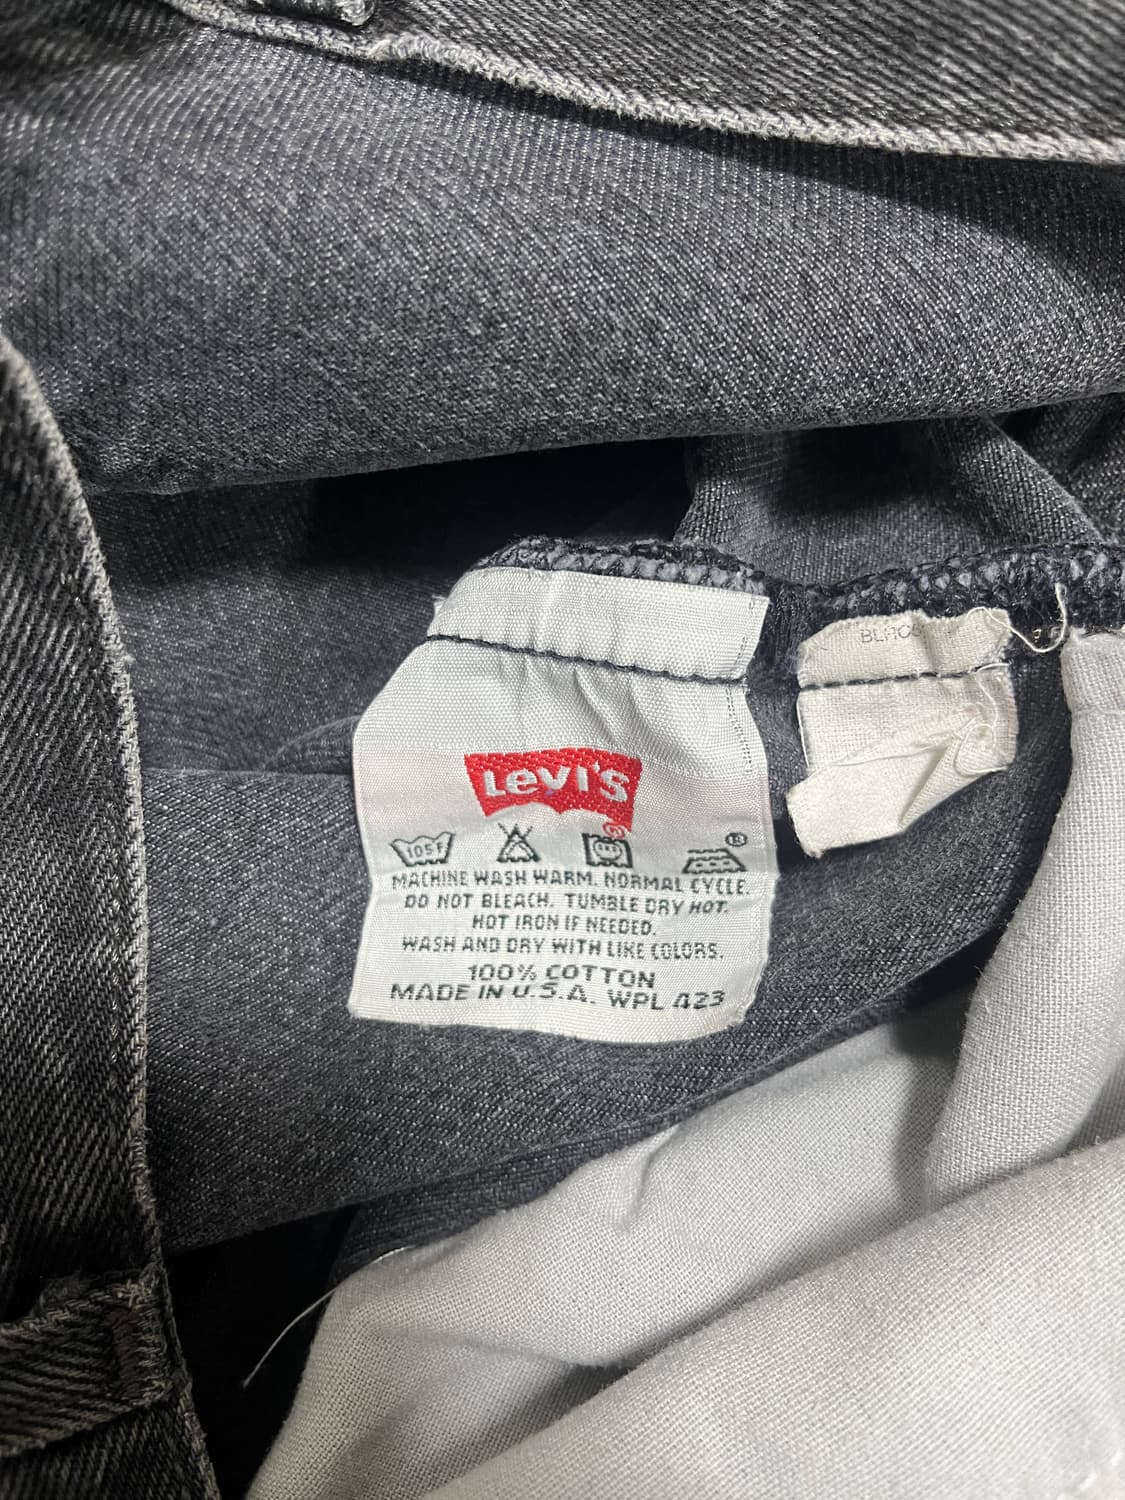 Levi's
®
105F
®
MACHINE WASH WARM. NORMAL CYCLE.
DO NOT BLEACH. TUMBLE DRY HOT.
HOT IRON IF NEEDED.
WASH AND DRY WITH LIKE COLORS.
100% COTTON
MADE IN U.S.A. WPL 423